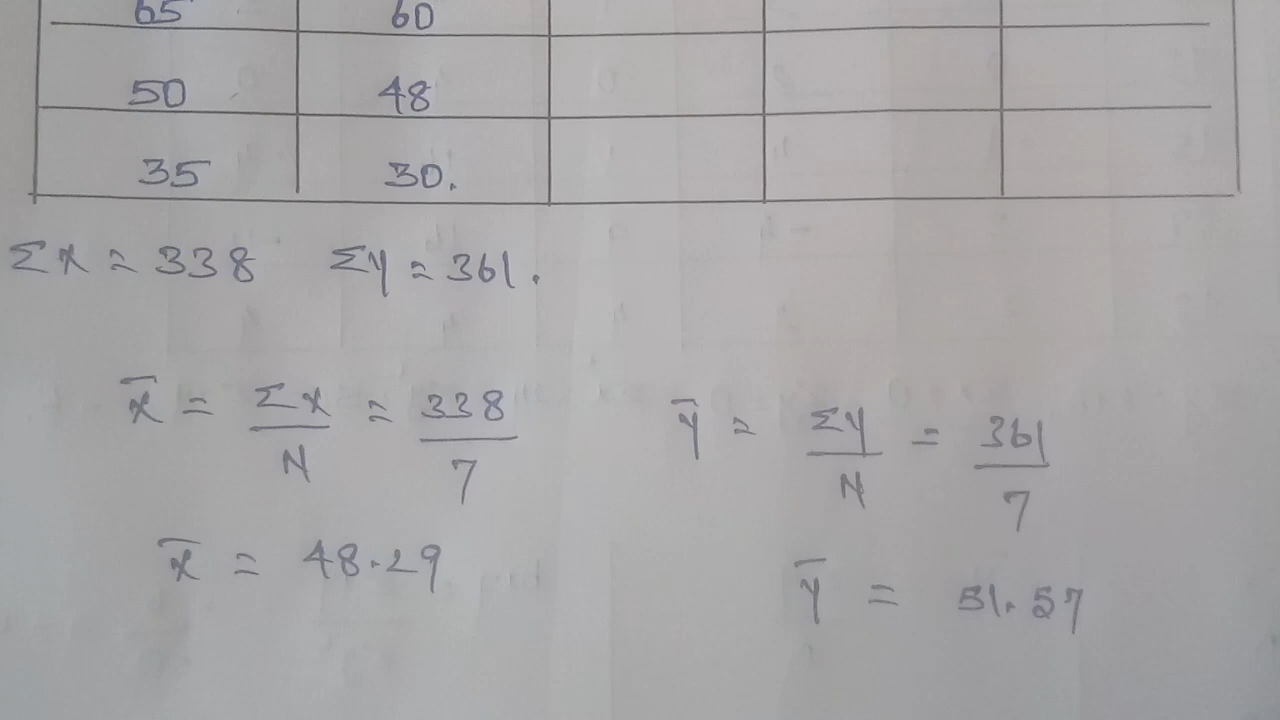 65 60
50 48
35 30.
Σx = 338 Σy = 361.
x̄ = Σx/N = 338/7 ȳ = Σy/N = 361/7
x̄ = 48.29 ȳ = 51.57